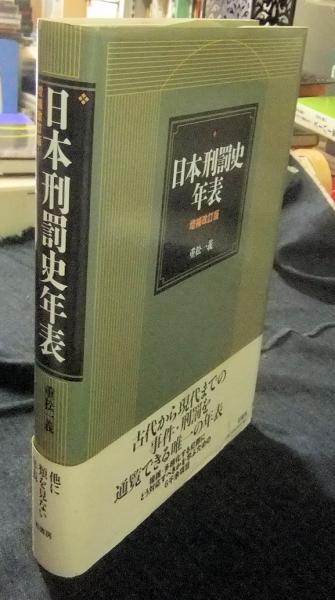 日本刑罰史年表
増補改訂版
重松一義
他に
類を見ない
柏書房
日本刑罰史
年表
増補改訂版
重松一義
古代から現代までの
事件・刑罰を
通覧できる唯一の年表